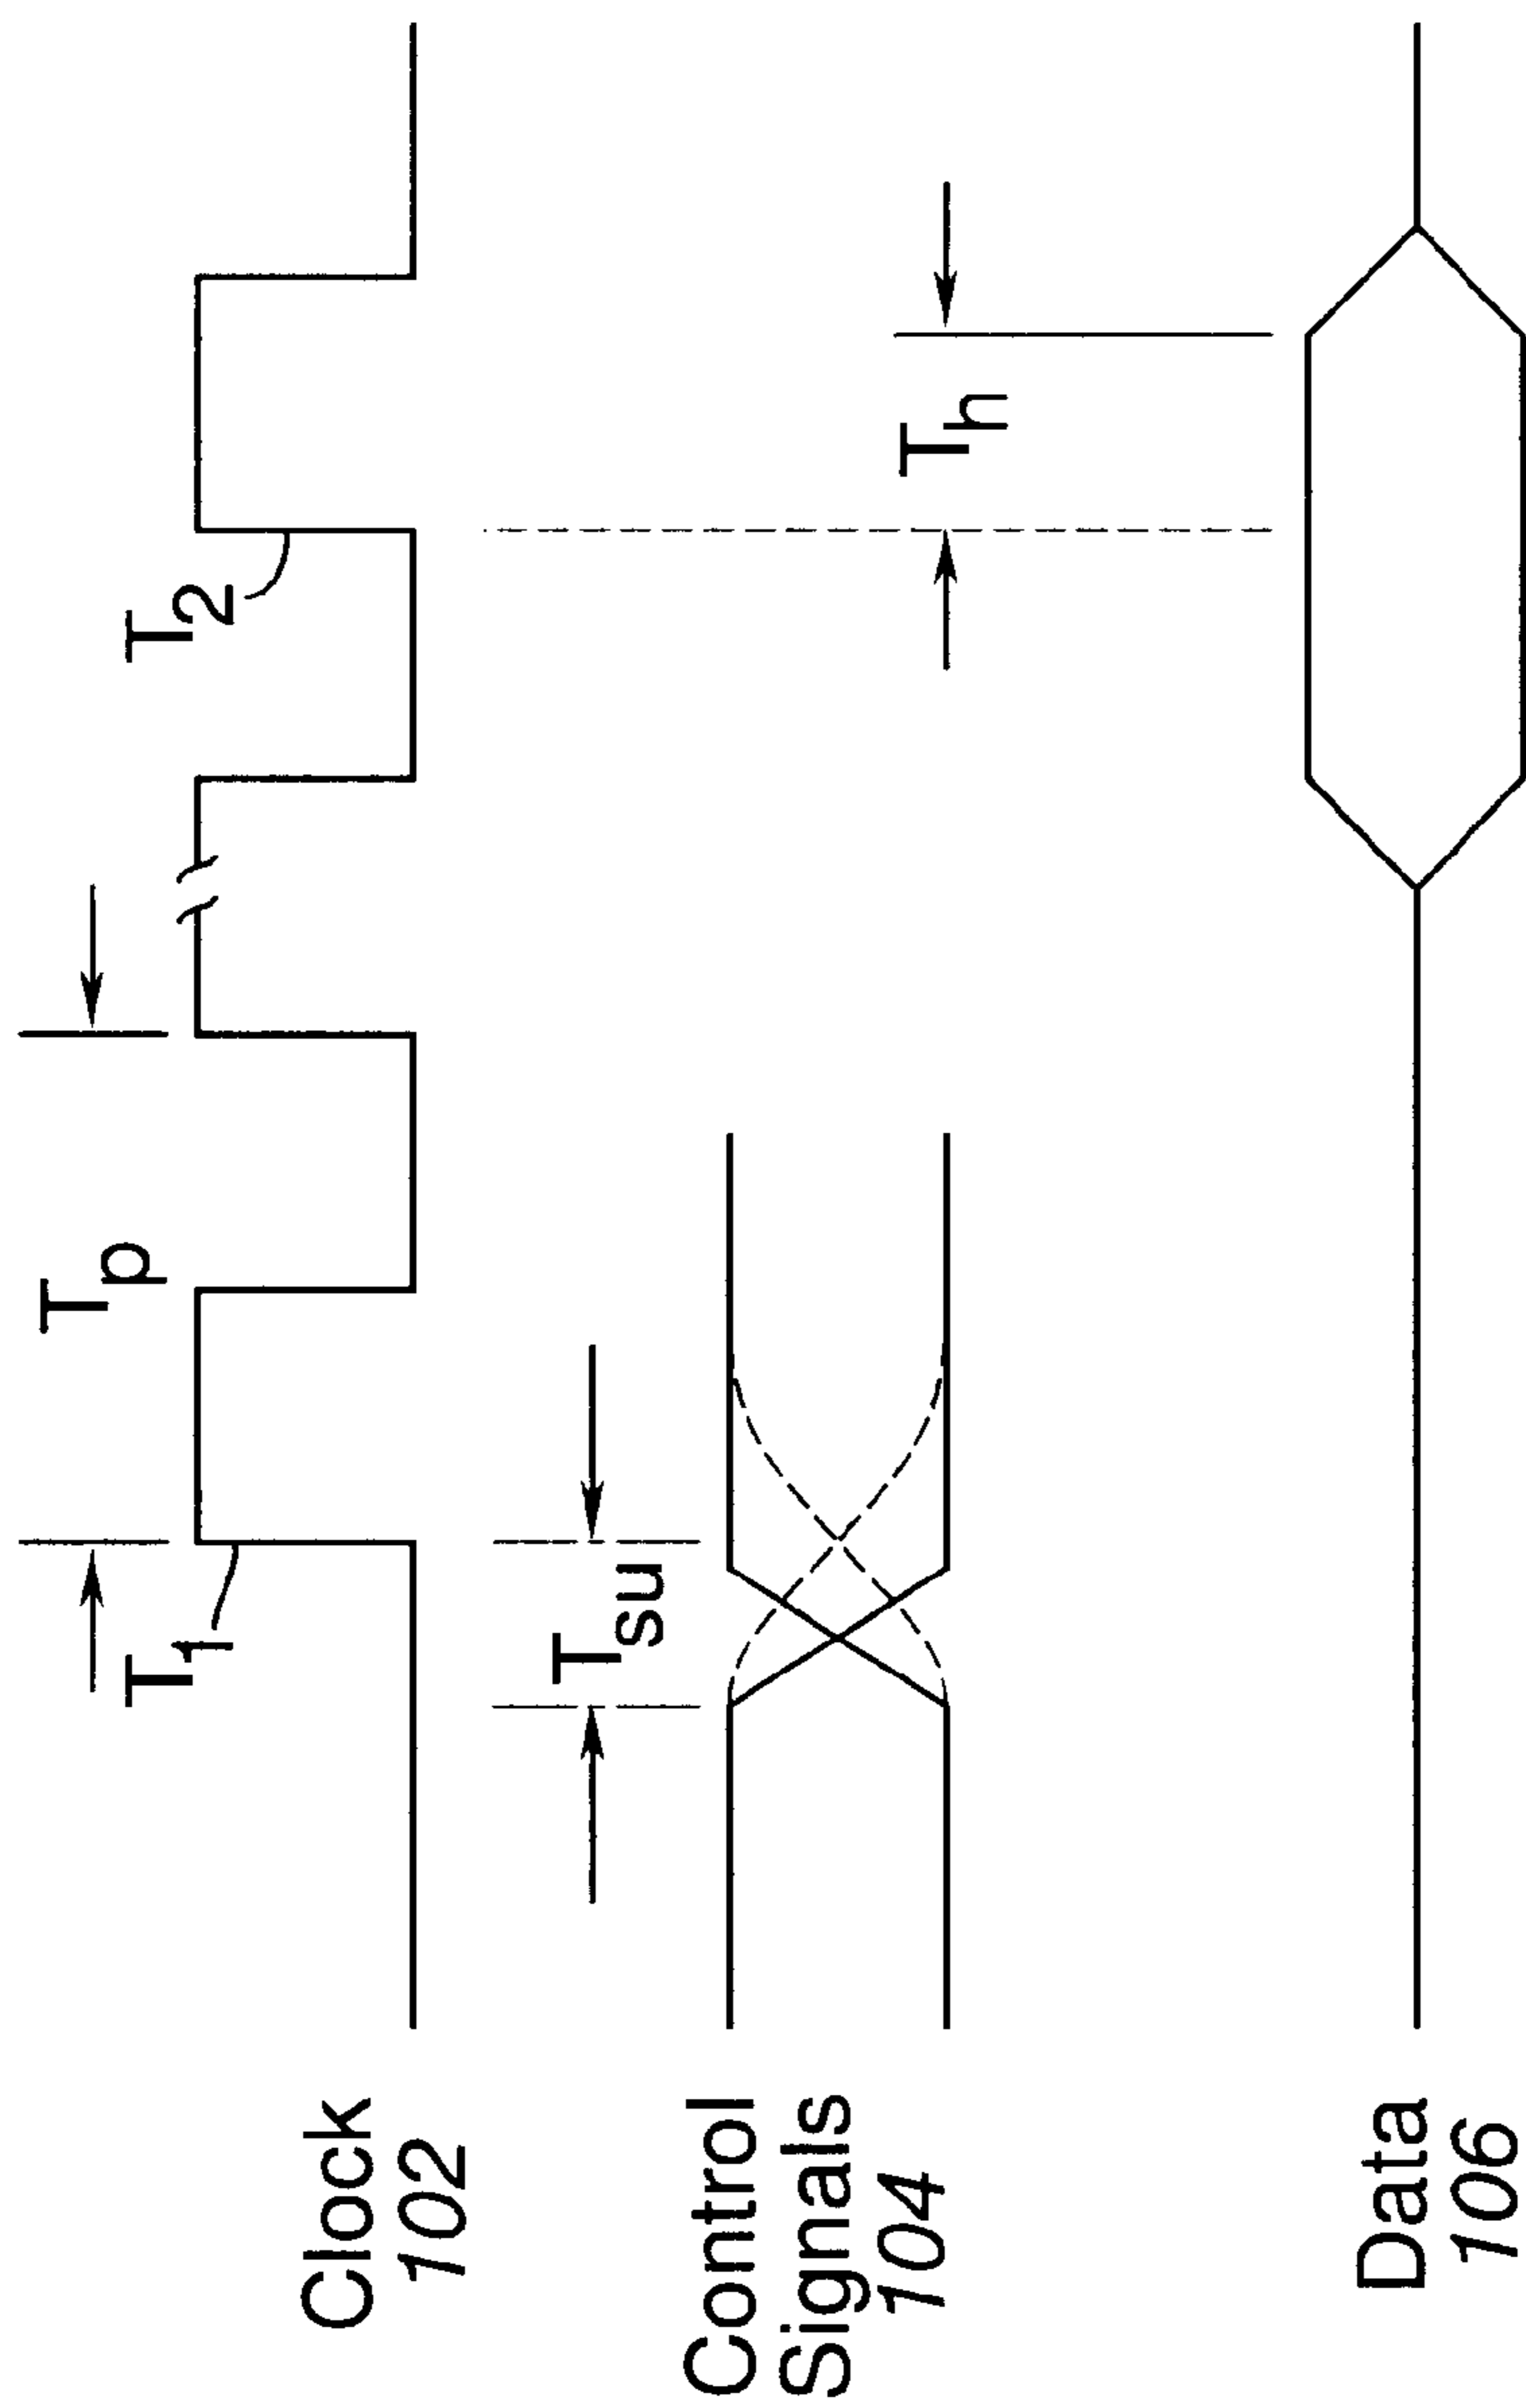 Tp
T1
T2
Clock
102
Tsu
Control
Signals
104
Th
Data
106